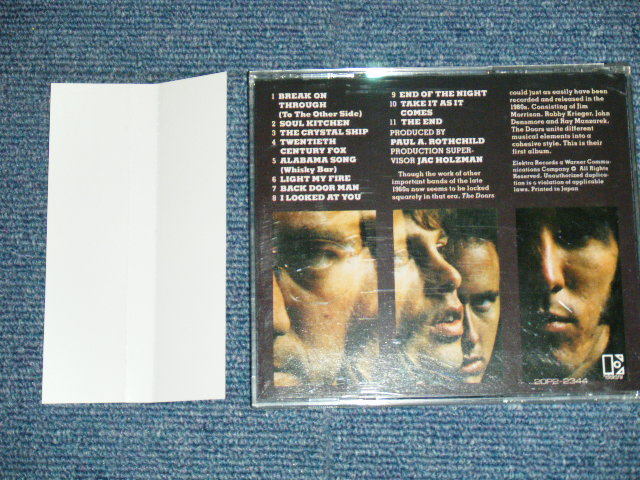 1 BREAK ON
THROUGH
(To The Other Side)
2 SOUL KITCHEN
3 THE CRYSTAL SHIP
4 TWENTIETH
CENTURY FOX
5 ALABAMA SONG
(Whisky Bar)
6 LIGHT MY FIRE
7 BACK DOOR MAN
8 I LOOKED AT YOU
9 END OF THE NIGHT
10 TAKE IT AS IT
COMES
11 THE END
PRODUCED BY
PAUL A. ROTHCHILD
PRODUCTION SUPER-
VISOR JAC HOLZMAN
Though the work of other
important bands of the late
1960s now seems to be locked
squarely in that era. The Doors
could just as easily have been
recorded and released in the
1980s. Consisting of Jim
Morrison, Robby Krieger, John
Densmore and Ray Manzarek,
The Doors unite different
musical elements into a
cohesive style. This is their
first album.
Elektra Records a Warner Commu-
nications Company ℗ All Rights
Reserved. Unauthorized duplica-
tion is a violation of applicable
laws. Printed in Japan
20P2-2344